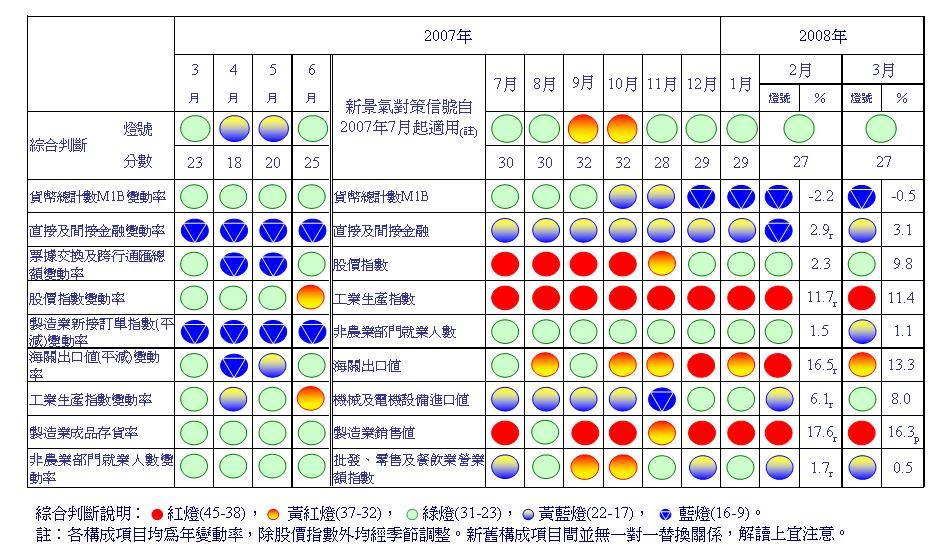 2007年 2008年
3月 4月 5月 6月 新景氣對策信號自2007年7月起適用(註) 7月 8月 9月 10月 11月 12月 1月 2月 3月
燈號 % 燈號 %
綜合判斷 燈號
分數 23 18 20 25 30 30 32 32 28 29 29 27 27
貨幣總計數M1B變動率 貨幣總計數M1B -2.2 -0.5
直接及間接金融變動率 直接及間接金融 2.9r 3.1
票據交換及跨行通匯總額變動率 股價指數 2.3 9.8
股價指數變動率 工業生產指數 11.7r 11.4
製造業新接訂單指數(平減)變動率 非農業部門就業人數 1.5 1.1
海關出口值(平減)變動率 海關出口值 16.5r 13.3
工業生產指數變動率 機械及電機設備進口值 6.1r 8.0
製造業成品存貨率 製造業銷售值 17.6r 16.3p
非農業部門就業人數變動率 批發、零售及餐飲業營業額指數 1.7r 0.5
綜合判斷說明： 紅燈(45-38)， 黃紅燈(37-32)， 綠燈(31-23)， 黃藍燈(22-17)， 藍燈(16-9)。
註：各構成項目均為年變動率，除股價指數外均經季節調整。新舊構成項目間並無一對一替換關係，解讀上宜注意。